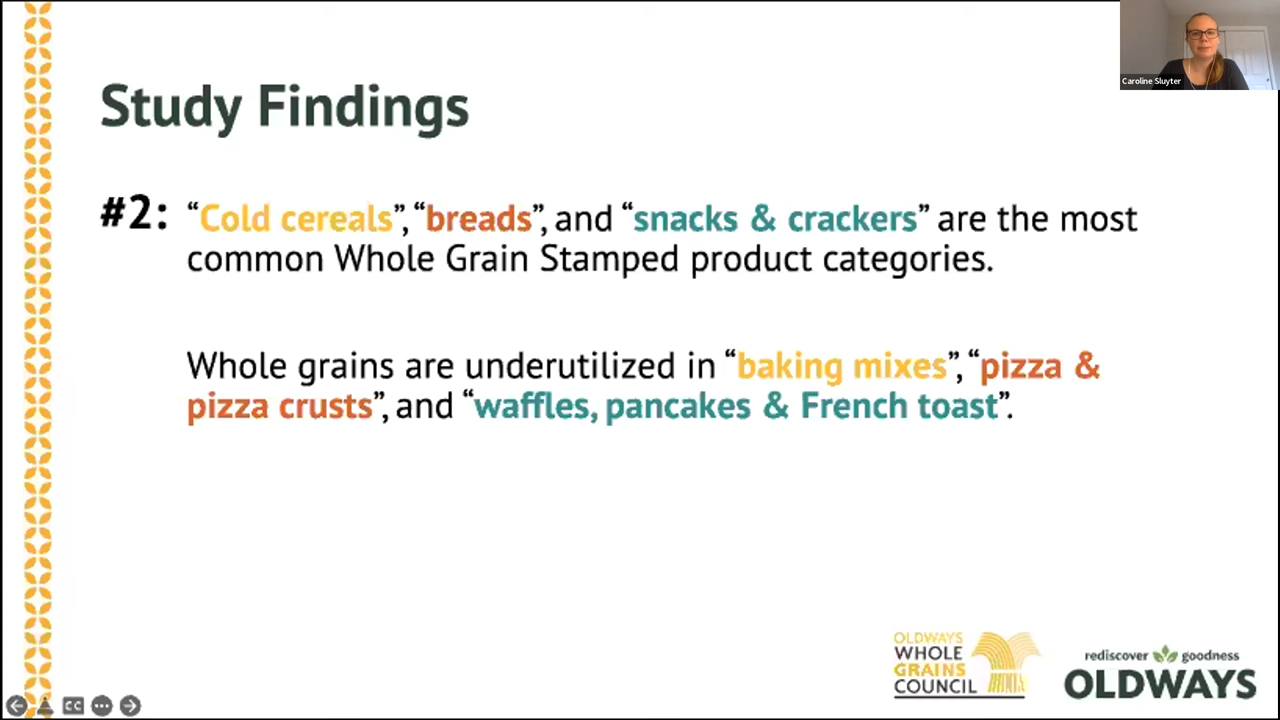 Caroline Sluyter
Study Findings
#2: “Cold cereals”, “breads”, and “snacks & crackers” are the most
common Whole Grain Stamped product categories.
Whole grains are underutilized in “baking mixes”, “pizza &
pizza crusts”, and “waffles, pancakes & French toast”.
OLDWAYS
WHOLE
GRAINS
COUNCIL
rediscover goodness
OLDWAYS
CC